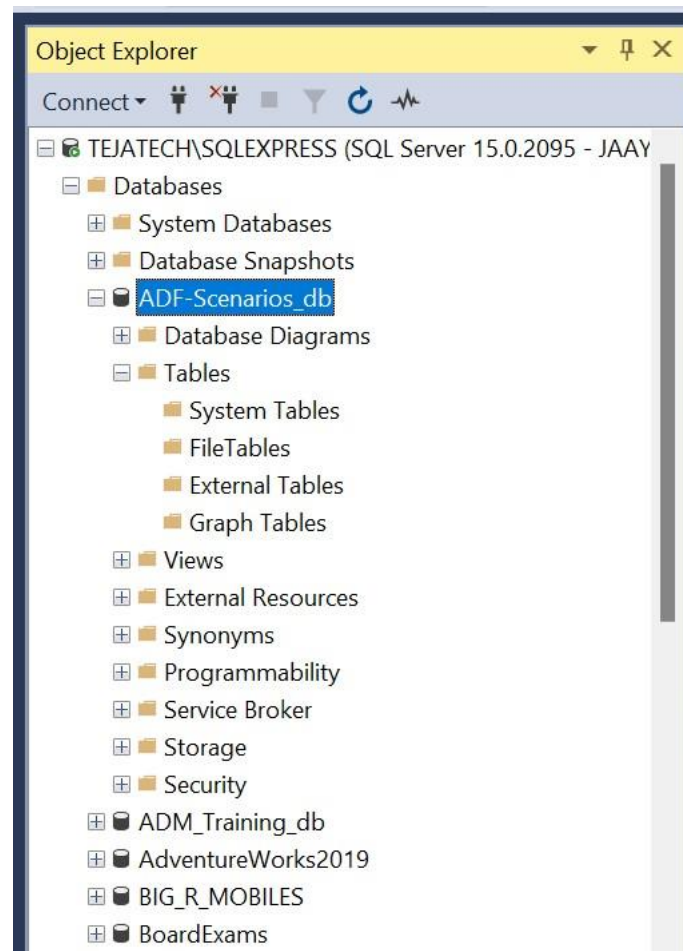 Object Explorer
Connect
TEJATECH\SQLEXPRESS (SQL Server 15.0.2095 - JAAY
Databases
System Databases
Database Snapshots
ADF-Scenarios_db
Database Diagrams
Tables
System Tables
FileTables
External Tables
Graph Tables
Views
External Resources
Synonyms
Programmability
Service Broker
Storage
Security
ADM_Training_db
AdventureWorks2019
BIG_R_MOBILES
BoardExams